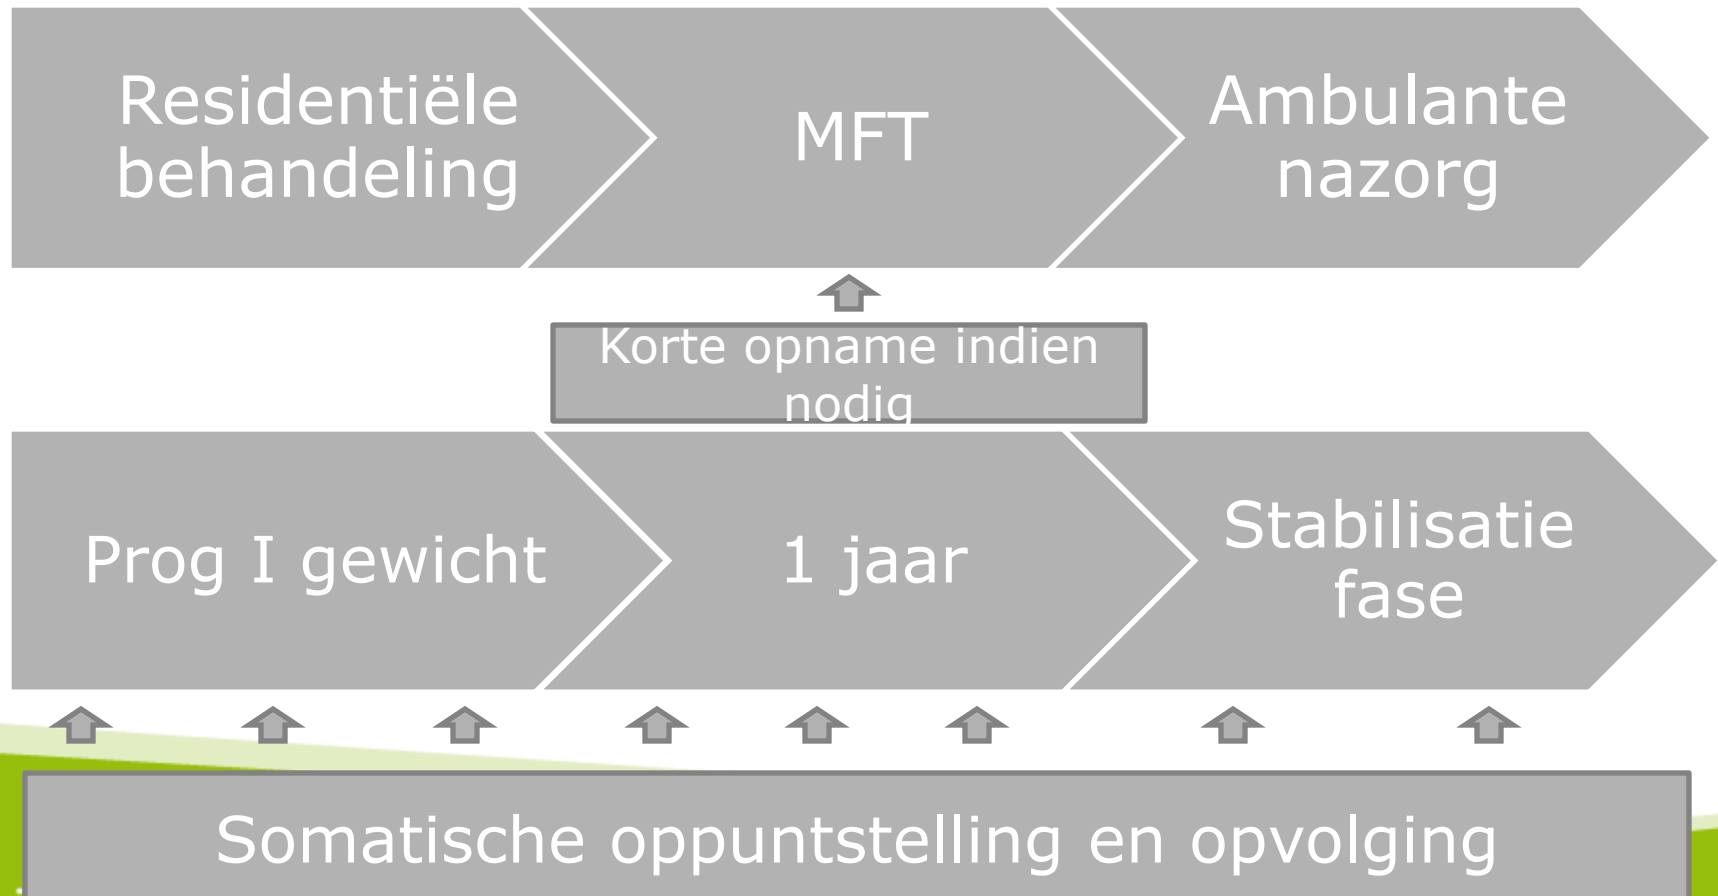 Residentiële
behandeling
MFT
Ambulante
nazorg
Korte opname indien
nodig
Prog I gewicht
1 jaar
Stabilisatie
fase
Somatische oppuntstelling en opvolging